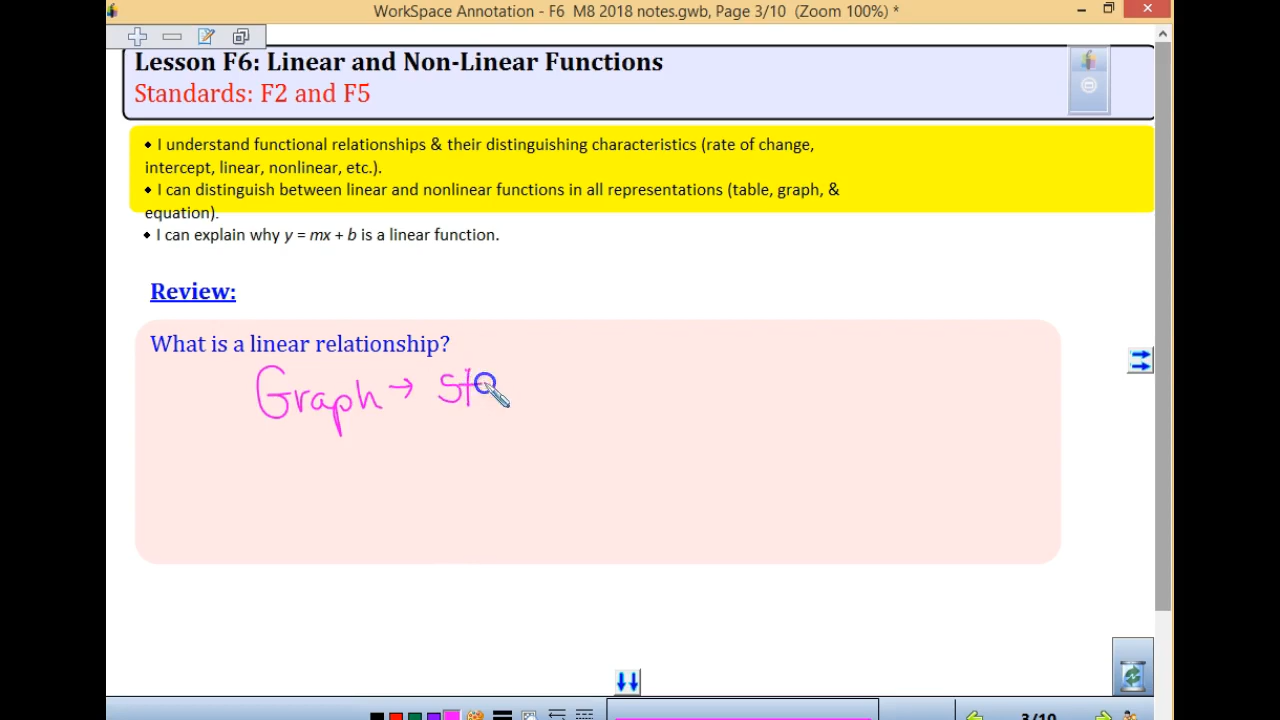 WorkSpace Annotation - F6 M8 2018 notes.gwb, Page 3/10 (Zoom 100%) *
Lesson F6: Linear and Non-Linear Functions
Standards: F2 and F5
• I understand functional relationships & their distinguishing characteristics (rate of change,
intercept, linear, nonlinear, etc.).
• I can distinguish between linear and nonlinear functions in all representations (table, graph, &
equation).
• I can explain why y = mx + b is a linear function.
Review:
What is a linear relationship?
Graph → st
3/10